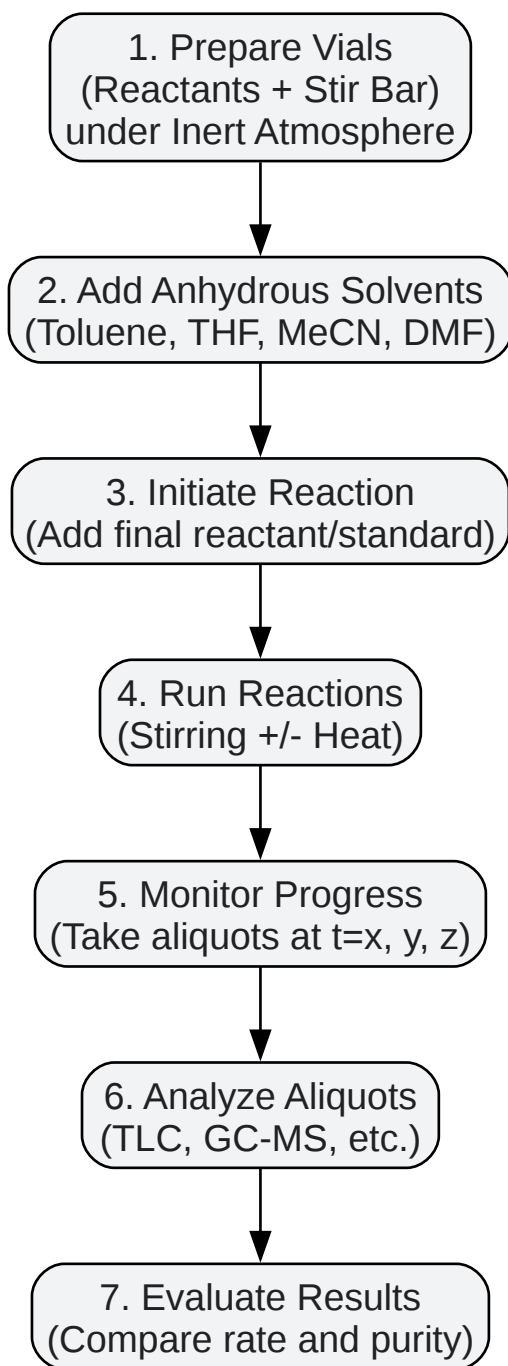 1. Prepare Vials
(Reactants + Stir Bar)
under Inert Atmosphere
2. Add Anhydrous Solvents
(Toluene, THF, MeCN, DMF)
3. Initiate Reaction
(Add final reactant/standard)
4. Run Reactions
(Stirring +/- Heat)
5. Monitor Progress
(Take aliquots at t=x, y, z)
6. Analyze Aliquots
(TLC, GC-MS, etc.)
7. Evaluate Results
(Compare rate and purity)